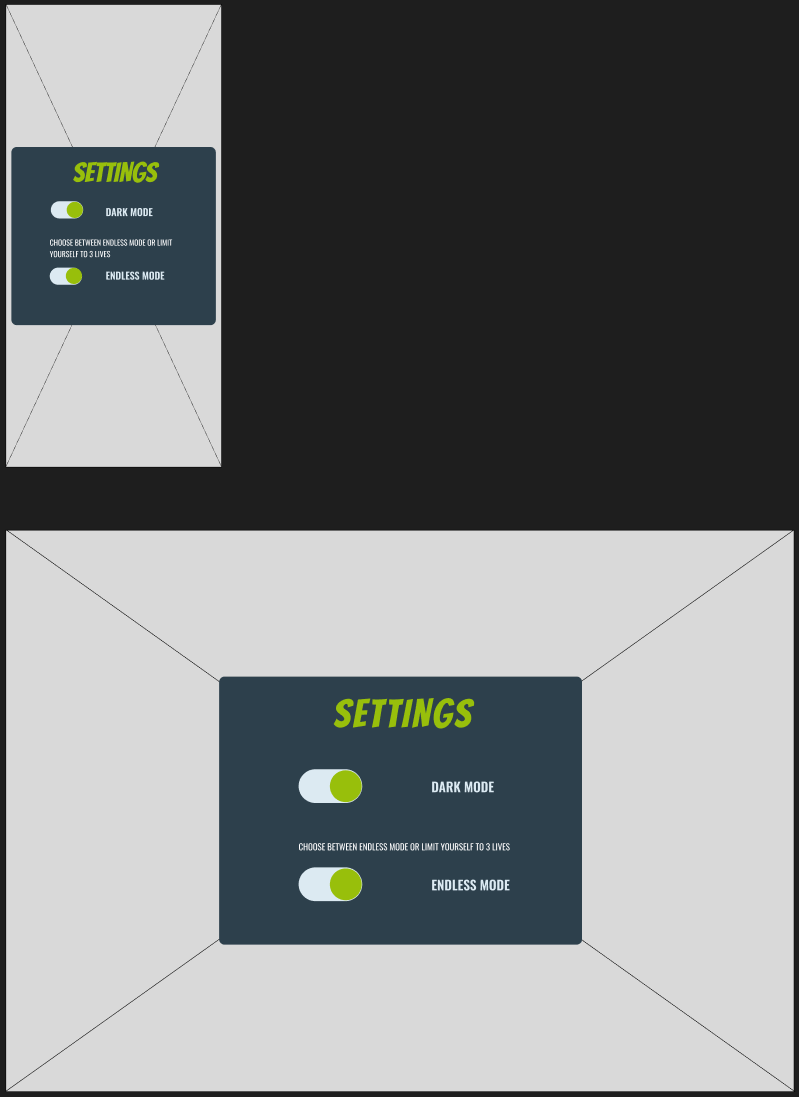 SETTINGS
DARK MODE
CHOOSE BETWEEN ENDLESS MODE OR LIMIT
YOURSELF TO 3 LIVES
ENDLESS MODE
SETTINGS
DARK MODE
CHOOSE BETWEEN ENDLESS MODE OR LIMIT YOURSELF TO 3 LIVES
ENDLESS MODE